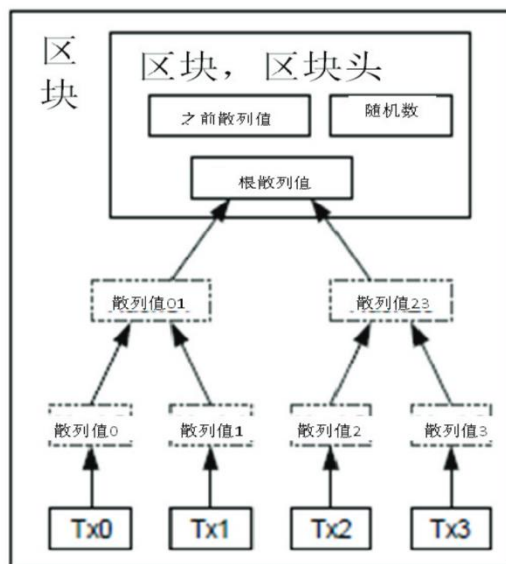 区块
区块，区块头
之前散列值
随机数
根散列值
散列值01
散列值23
散列值0
散列值1
散列值2
散列值3
Tx0
Tx1
Tx2
Tx3